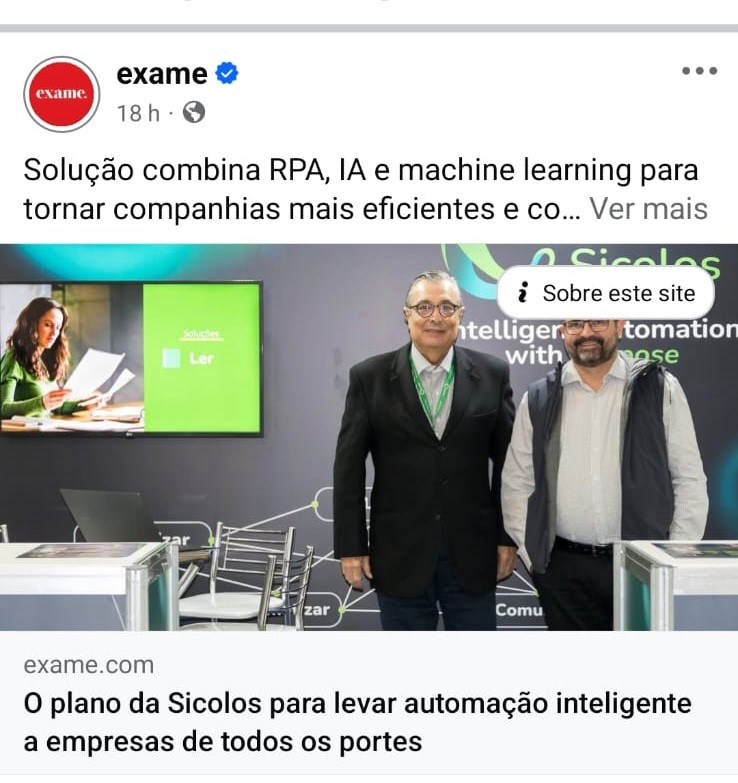 exame
exame.
18 h ·
Solução combina RPA, IA e machine learning para
tornar companhias mais eficientes e co... Ver mais
Sicolos
Sobre este site
with
Soluções
Ler
zar
zar
Comu
exame.com
O plano da Sicolos para levar automação inteligente
a empresas de todos os portes